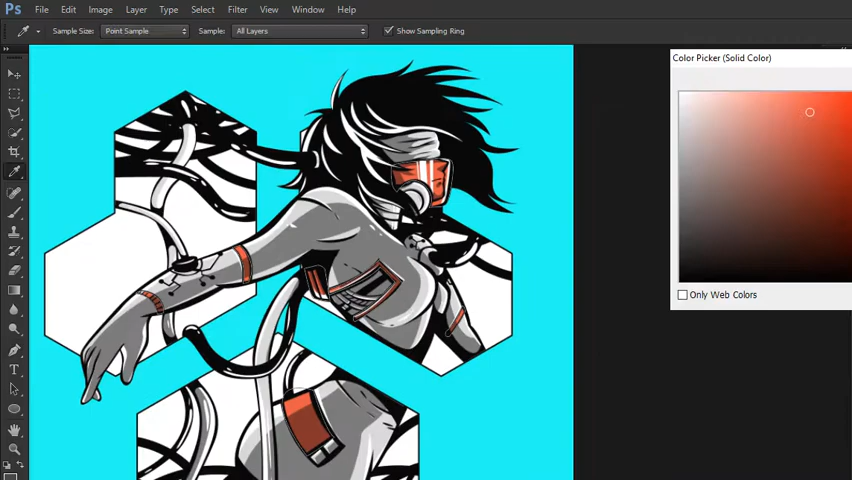 Ps File Edit Image Layer Type Select Filter View Window Help
Sample Size: Point Sample Sample: All Layers Show Sampling Ring
Color Picker (Solid Color)
Only Web Colors
T